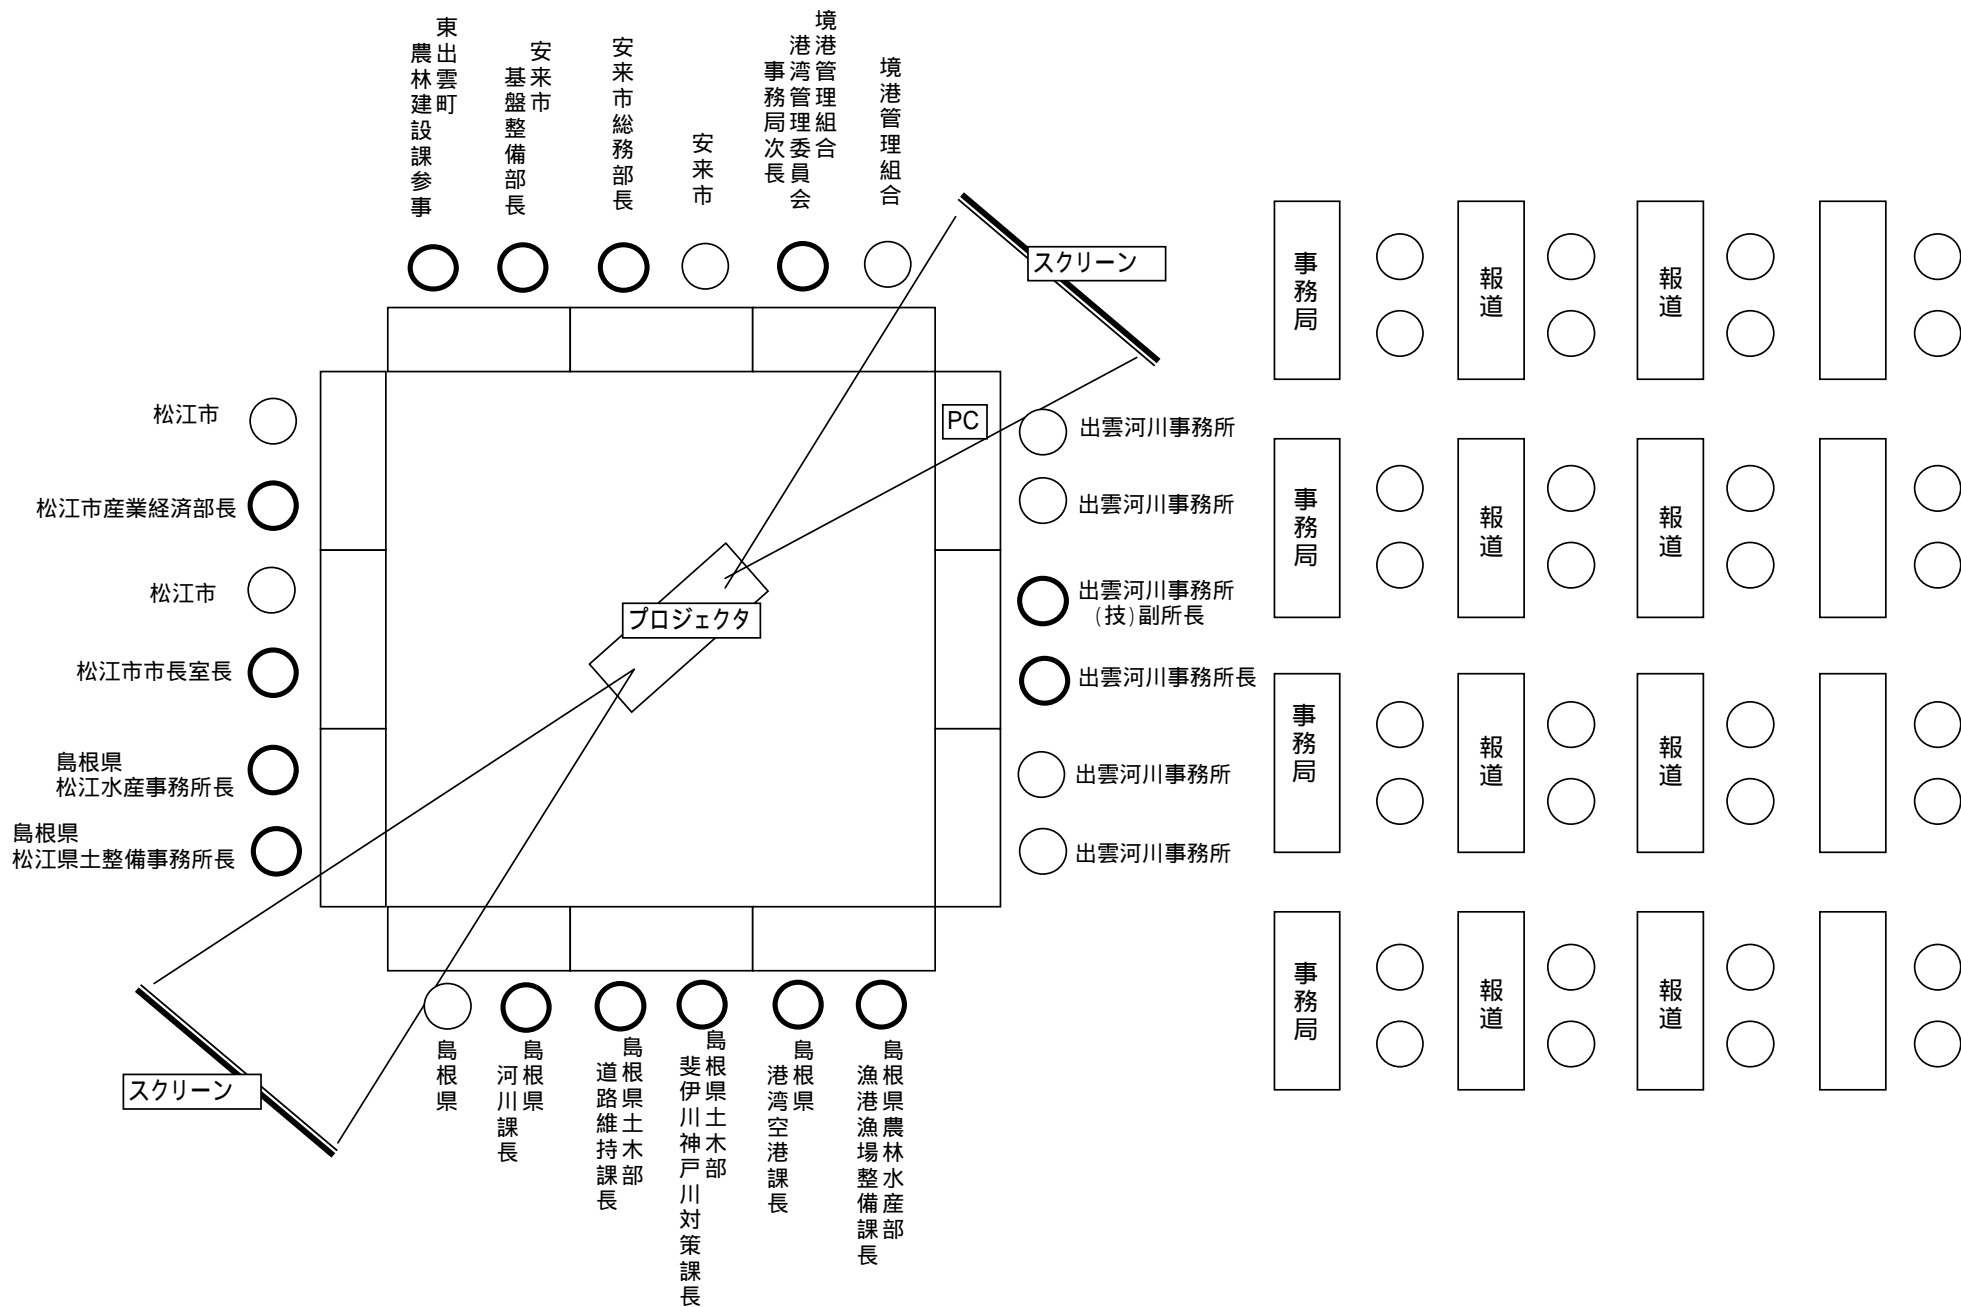 東出雲町
農林建設課参事
安来市
基盤整備部長
安来市総務部長
安来市
境港管理組合
港湾管理委員会
事務局次長
境港管理組合
スクリーン
PC
プロジェクタ
松江市
松江市産業経済部長
松江市
松江市市長室長
島根県
松江水産事務所長
島根県
松江県土整備事務所長
出雲河川事務所
出雲河川事務所
出雲河川事務所
(技)副所長
出雲河川事務所長
出雲河川事務所
出雲河川事務所
スクリーン
島根県
島根県
河川課長
島根県土木部
道路維持課長
島根県土木部
斐伊川神戸川対策課長
島根県
港湾空港課長
島根県農林水産部
漁港漁場整備課長
事務局
報道
報道
事務局
報道
報道
事務局
報道
報道
事務局
報道
報道